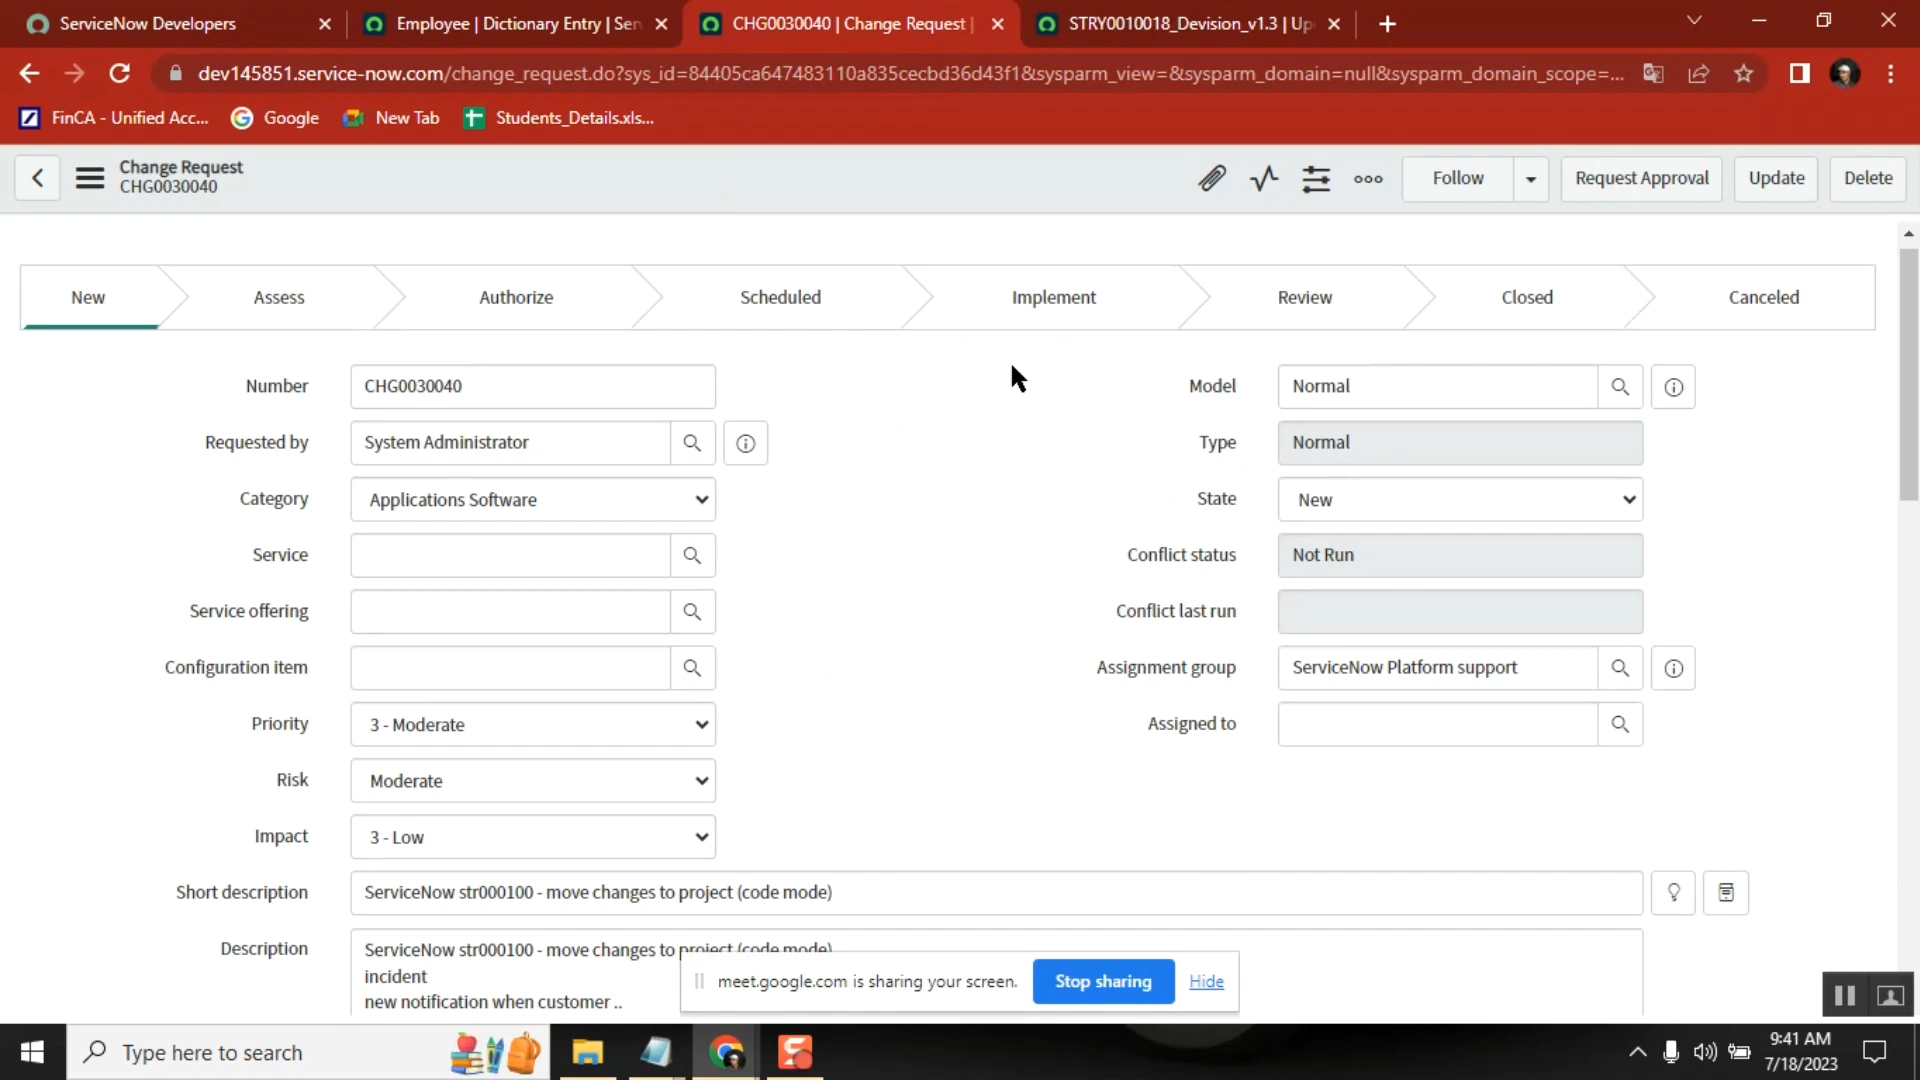 ServiceNow Developers
Employee | Dictionary Entry | Ser
CHG0030040 | Change Request |
STRY0010018_Devision_v1.3 | Up
dev145851.service-now.com/change_request.do?sys_id=84405ca647483110a835cecbd36d43f1&sysparm_view=&sysparm_domain=null&sysparm_domain_scope=...
FinCA - Unified Acc...
Google
New Tab
Students_Details.xls...
Change Request
CHG0030040
Follow
Request Approval
Update
Delete
New
Assess
Authorize
Scheduled
Implement
Review
Closed
Canceled
Number
CHG0030040
Model
Normal
Requested by
System Administrator
Type
Normal
Category
Applications Software
State
New
Service
Conflict status
Not Run
Service offering
Conflict last run
Configuration item
Assignment group
ServiceNow Platform support
Priority
3 - Moderate
Assigned to
Risk
Moderate
Impact
3 - Low
Short description
ServiceNow str000100 - move changes to project (code mode)
Description
ServiceNow str000100 - move changes to project (code mode)
incident
new notification when customer ..
meet.google.com is sharing your screen.
Stop sharing
Hide
Type here to search
9:41 AM
7/18/2023